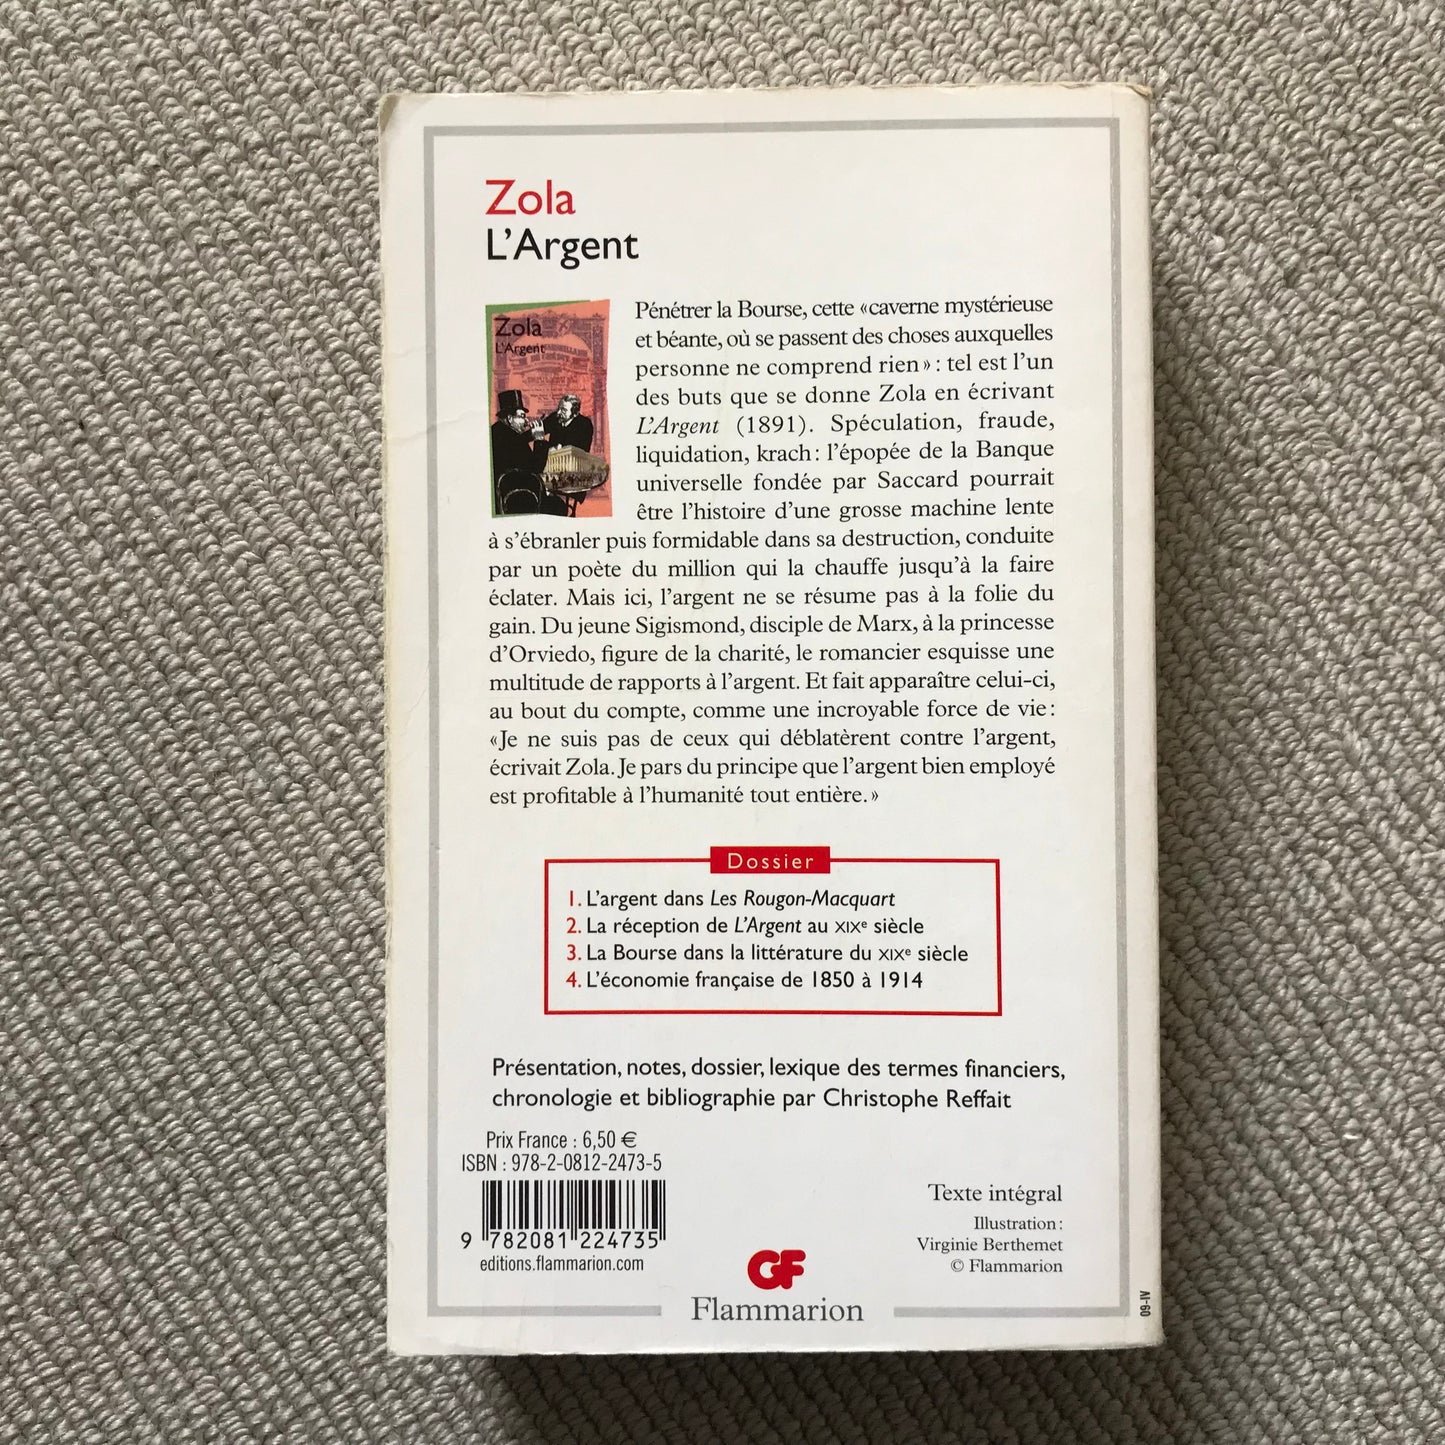 Zola
L'Argent
Zola
L'Argent
Pénétrer la Bourse, cette «caverne mystérieuse
et béante, où se passent des choses auxquelles
personne ne comprend rien» : tel est l'un
des buts que se donne Zola en écrivant
L'Argent (1891). Spéculation, fraude,
liquidation, krach : l'épopée de la Banque
universelle fondée par Saccard pourrait
être l'histoire d'une grosse machine lente
à s'ébranler puis formidable dans sa destruction, conduite
par un poète du million qui la chauffe jusqu'à la faire
éclater. Mais ici, l'argent ne se résume pas à la folie du
gain. Du jeune Sigismond, disciple de Marx, à la princesse
d'Orviedo, figure de la charité, le romancier esquisse une
multitude de rapports à l'argent. Et fait apparaître celui-ci,
au bout du compte, comme une incroyable force de vie :
«Je ne suis pas de ceux qui déblatèrent contre l'argent,
écrivait Zola. Je pars du principe que l'argent bien employé
est profitable à l'humanité tout entière.»
Dossier
1. L'argent dans Les Rougon-Macquart
2. La réception de L'Argent au XIXe siècle
3. La Bourse dans la littérature du XIXe siècle
4. L'économie française de 1850 à 1914
Présentation, notes, dossier, lexique des termes financiers,
chronologie et bibliographie par Christophe Reffait
Prix France : 6,50 €
ISBN : 978-2-0812-2473-5
9 782081 224735
editions.flammarion.com
Texte intégral
Illustration :
Virginie Berthemet
© Flammarion
GF
Flammarion
09-IV